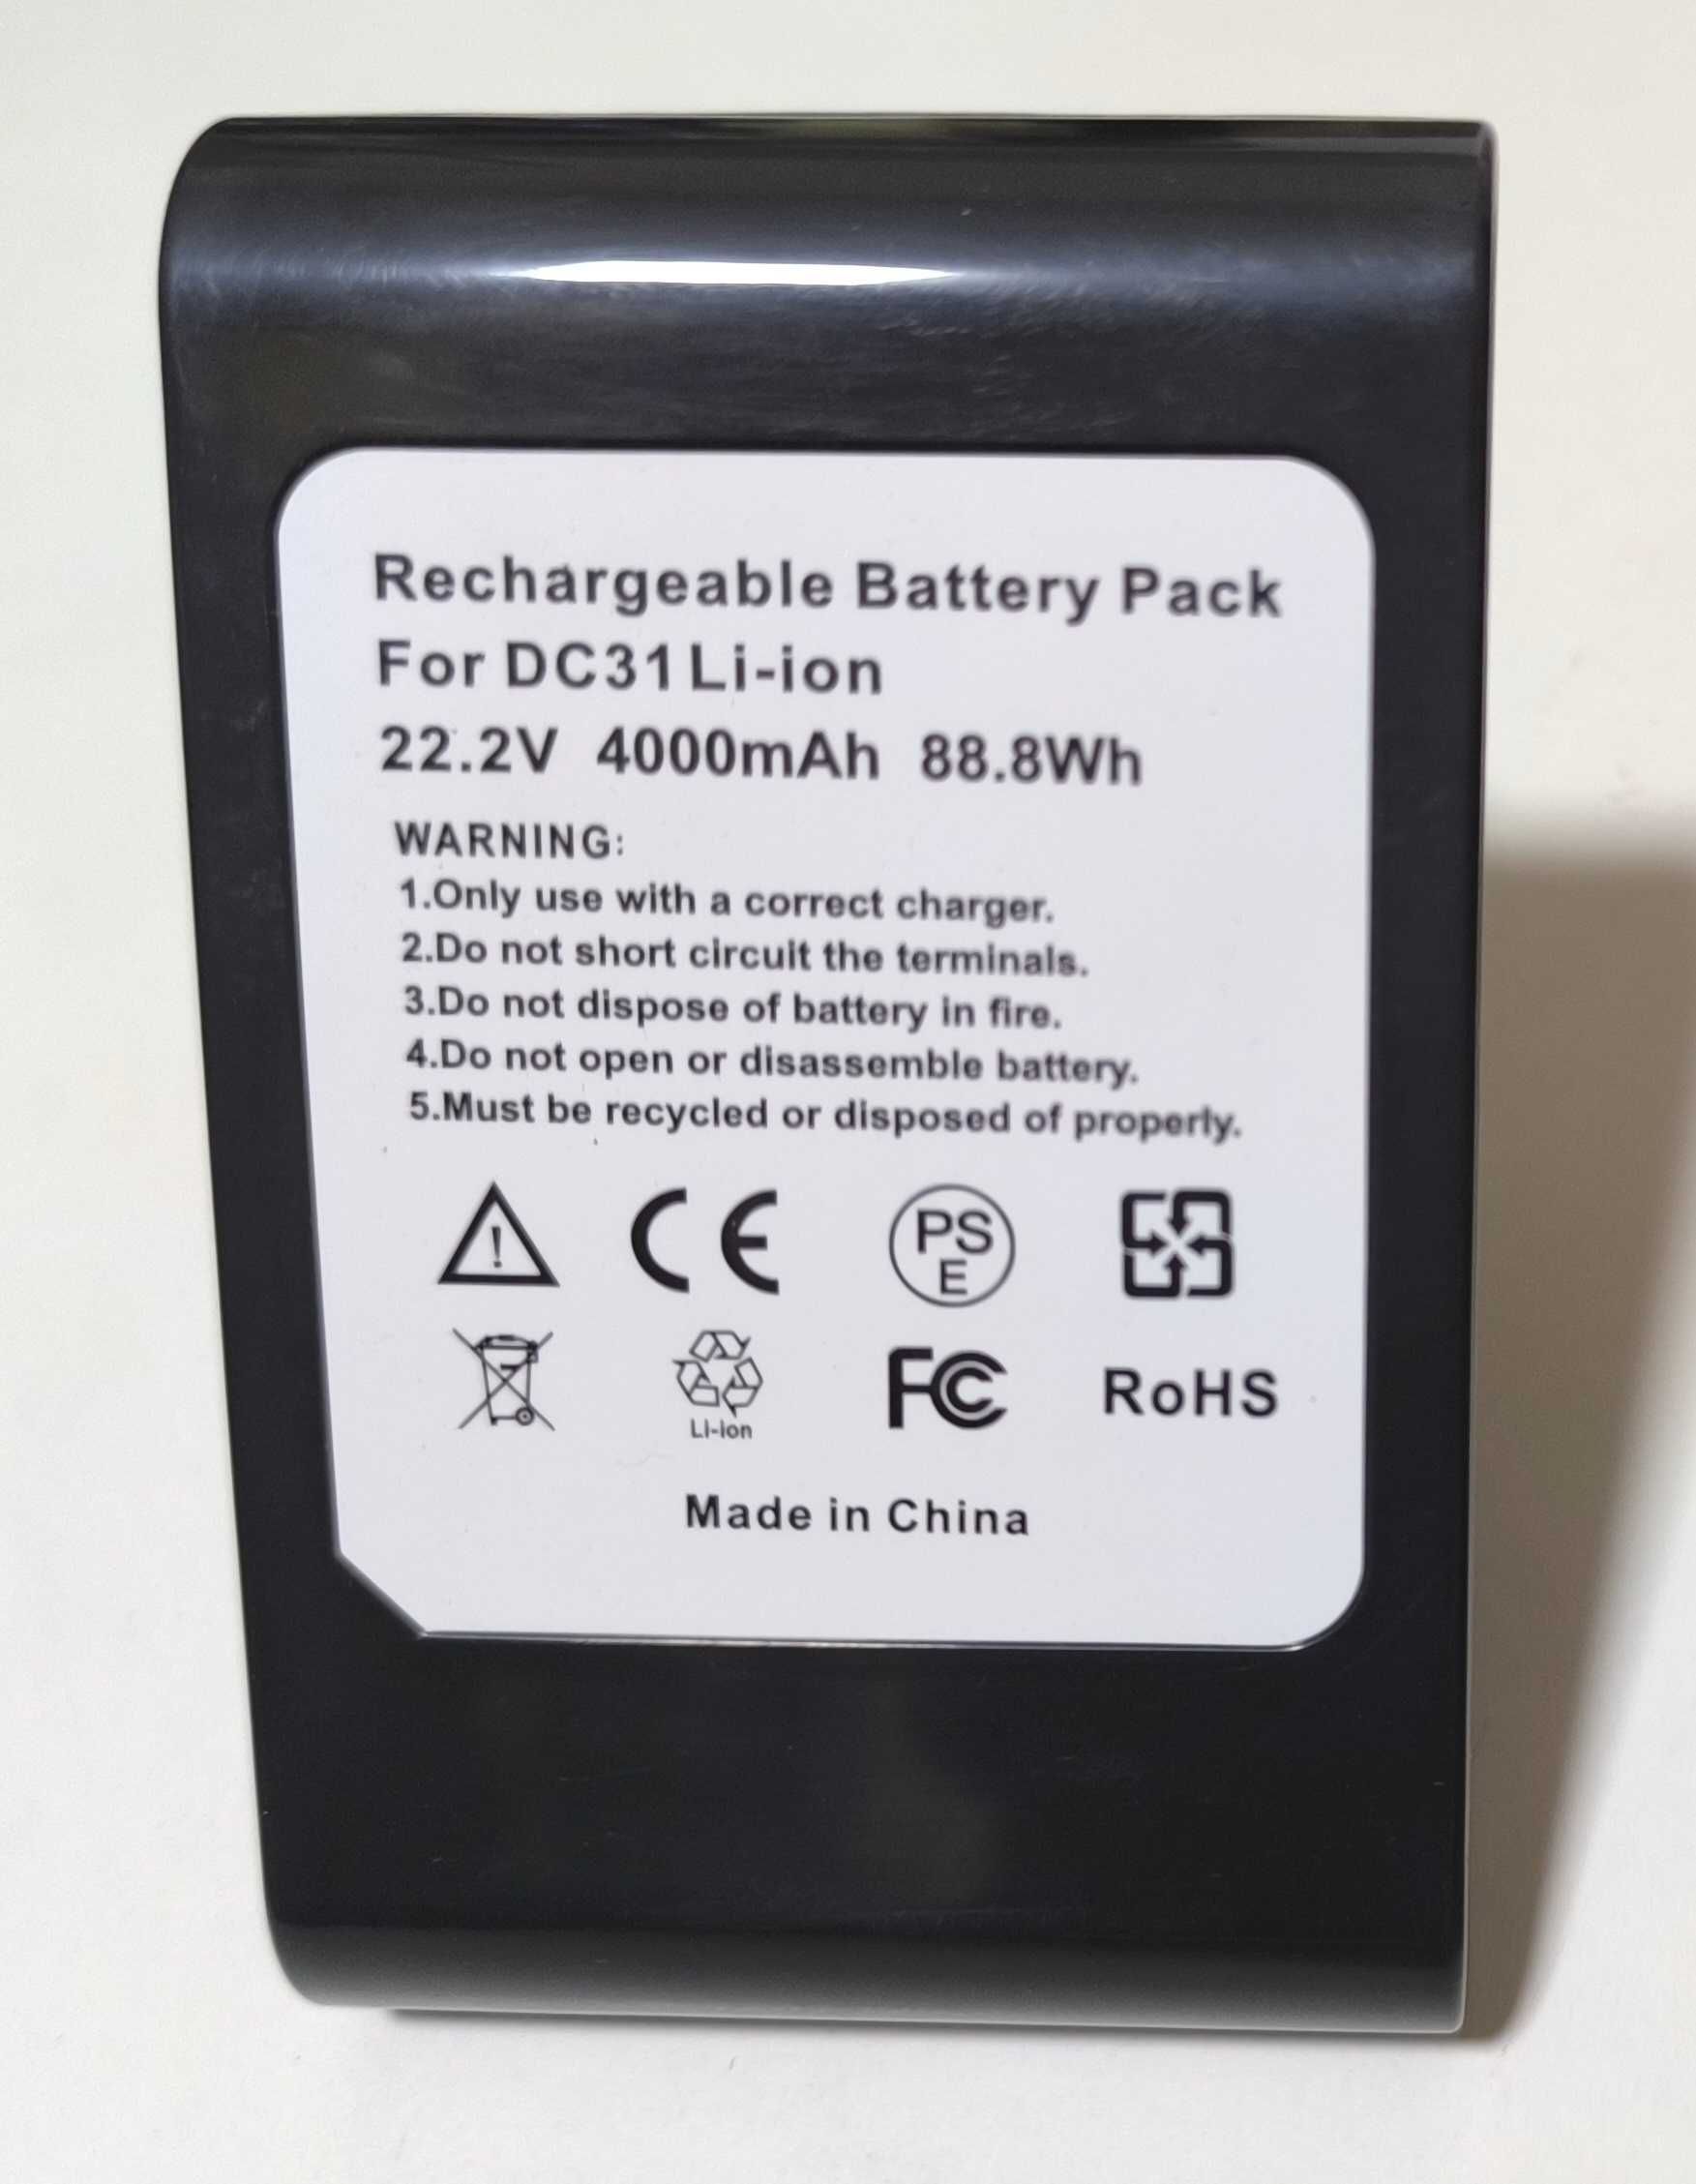 Rechargeable Battery Pack
For DC31 Li-ion
22.2V 4000mAh 88.8Wh
WARNING:
1.Only use with a correct charger.
2.Do not short circuit the terminals.
3.Do not dispose of battery in fire.
4.Do not open or disassemble battery.
5.Must be recycled or disposed of properly.
! CE PS
E
Li-ion FC RoHS
Made in China